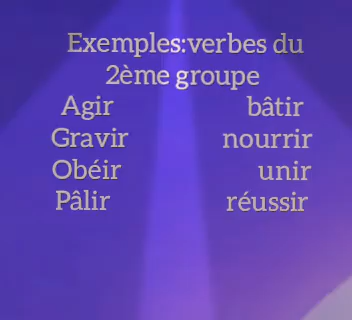 Exemples:verbes du
2ème groupe
Agir bâtir
Gravir nourrir
Obéir unir
Pâlir réussir